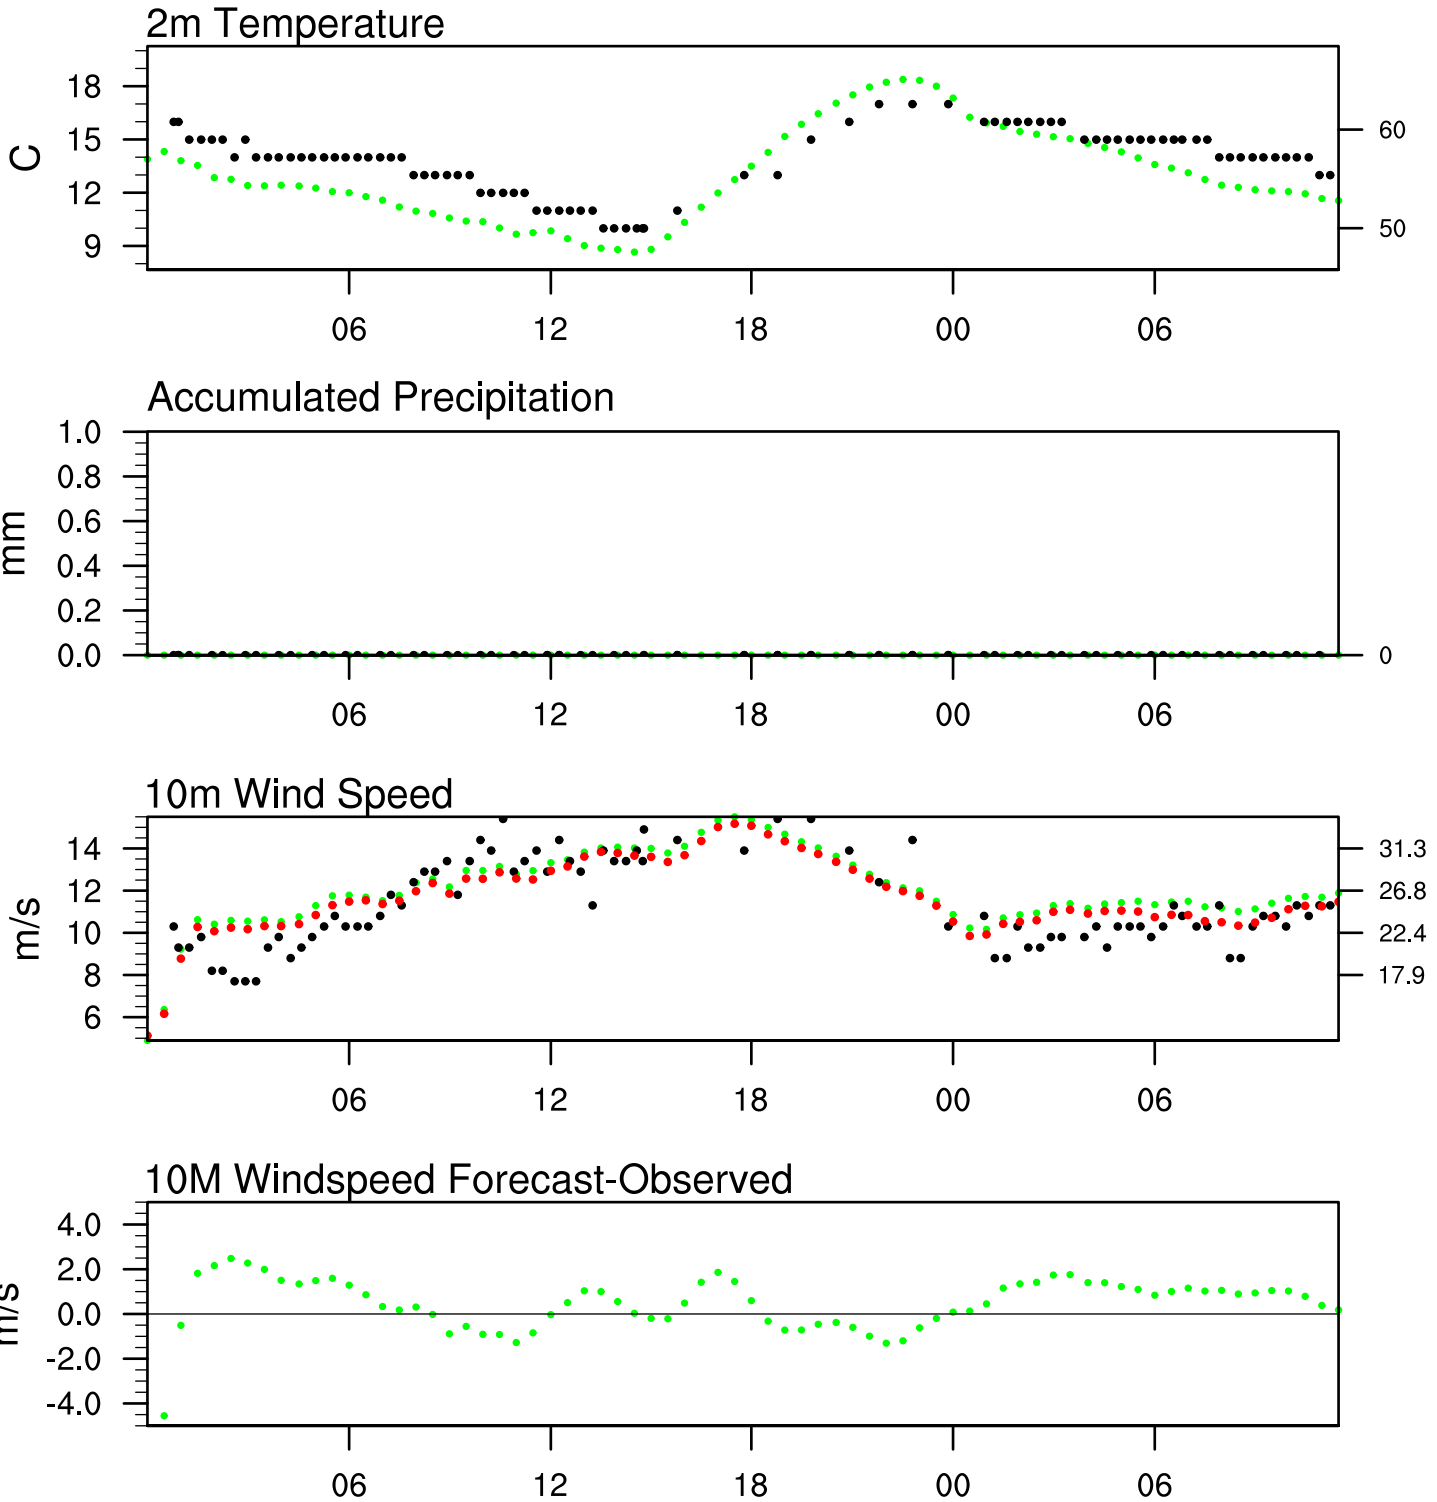 2m Temperature
C
18
15
12
9
60
50
06 12 18 00 06
Accumulated Precipitation
mm
1.0
0.8
0.6
0.4
0.2
0.0
0
06 12 18 00 06
10m Wind Speed
m/s
14
12
10
8
6
31.3
26.8
22.4
17.9
06 12 18 00 06
10M Windspeed Forecast-Observed
m/s
4.0
2.0
0.0
-2.0
-4.0
06 12 18 00 06